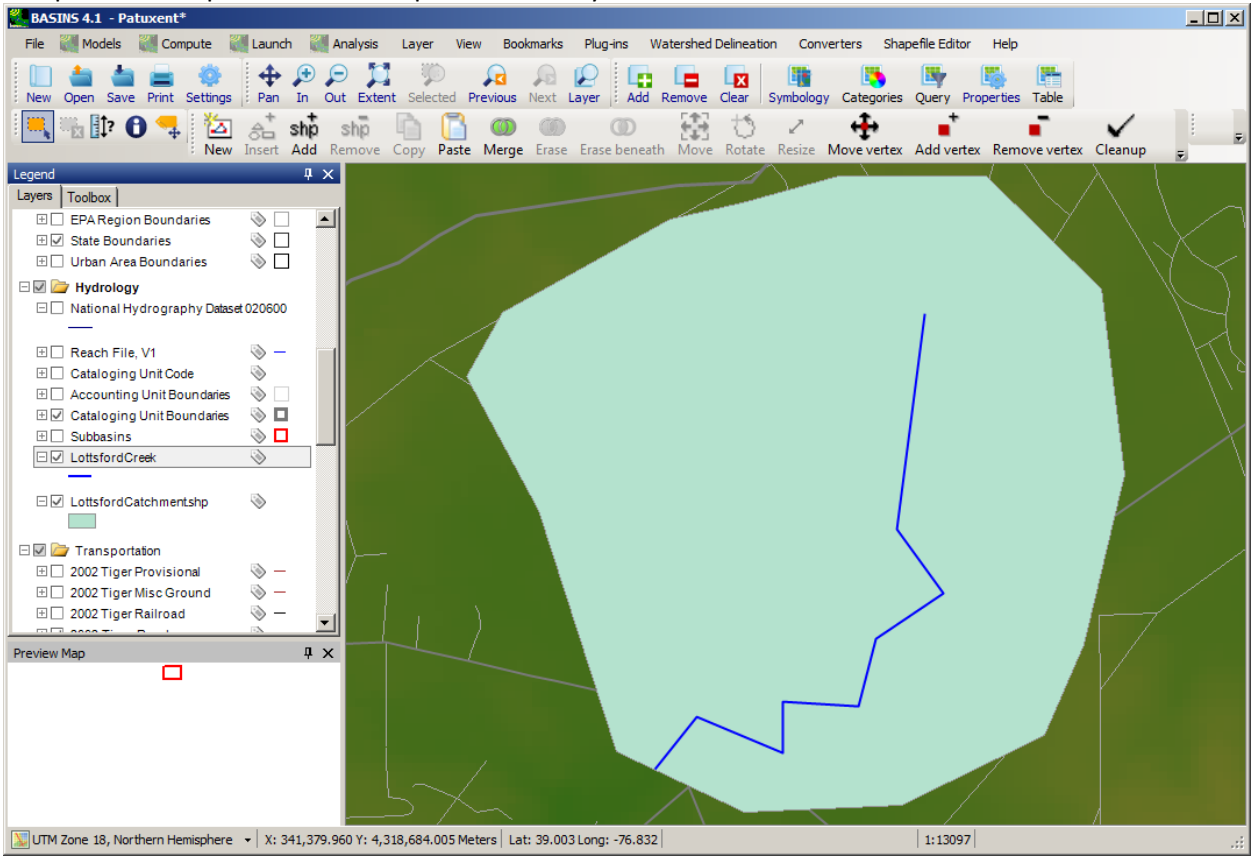 BASINS 4.1 - Patuxent*
File Models Compute Launch Analysis Layer View Bookmarks Plug-ins Watershed Delineation Converters Shapefile Editor Help
New Open Save Print Settings Pan In Out Extent Selected Previous Next Layer Add Remove Clear Symbology Categories Query Properties Table
New Insert Add Remove Copy Paste Merge Erase Erase beneath Move Rotate Resize Move vertex Add vertex Remove vertex Cleanup
Legend
Layers Toolbox
EPA Region Boundaries
State Boundaries
Urban Area Boundaries
Hydrology
National Hydrography Dataset 020600
Reach File, V1
Cataloging Unit Code
Accounting Unit Boundaries
Cataloging Unit Boundaries
Subbasins
LottsfordCreek
LottsfordCatchment.shp
Transportation
2002 Tiger Provisional
2002 Tiger Misc Ground
2002 Tiger Railroad
Preview Map
UTM Zone 18, Northern Hemisphere X: 341,379.960 Y: 4,318,684.005 Meters Lat: 39.003 Long: -76.832 1:13097